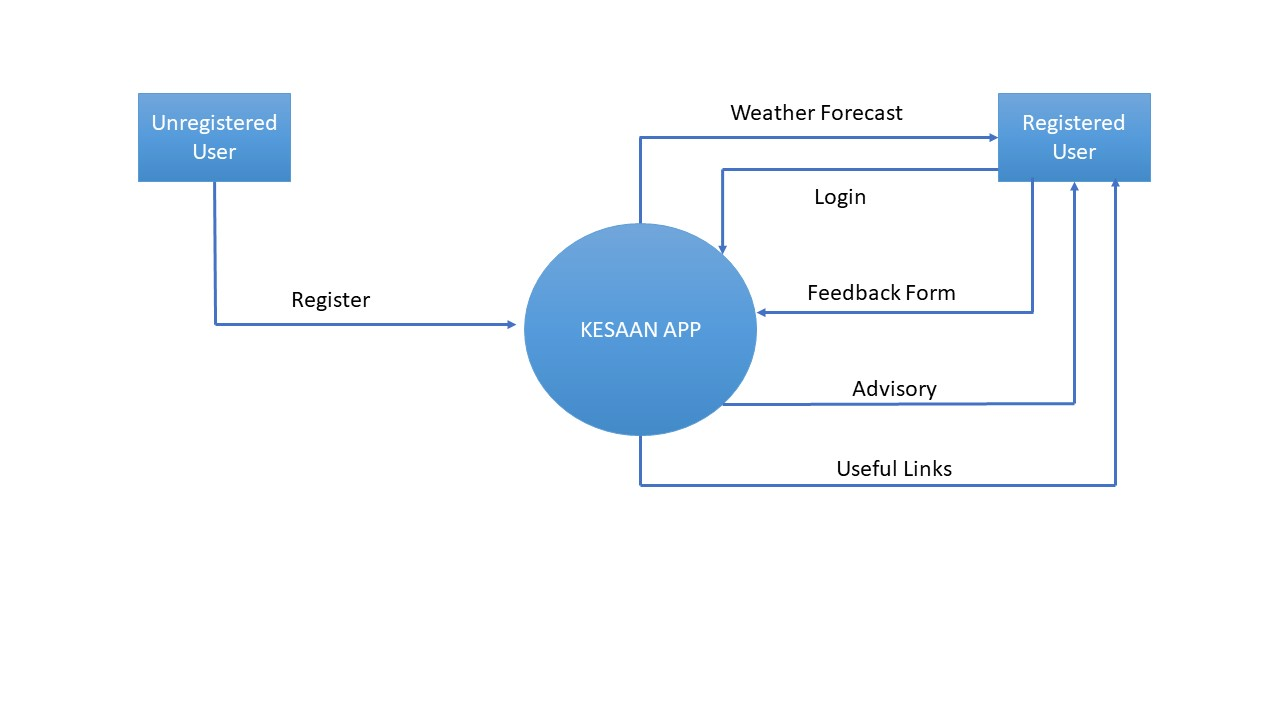 Unregistered
User
Weather Forecast
Registered
User
Login
Register
Feedback Form
KESAAN APP
Advisory
Useful Links